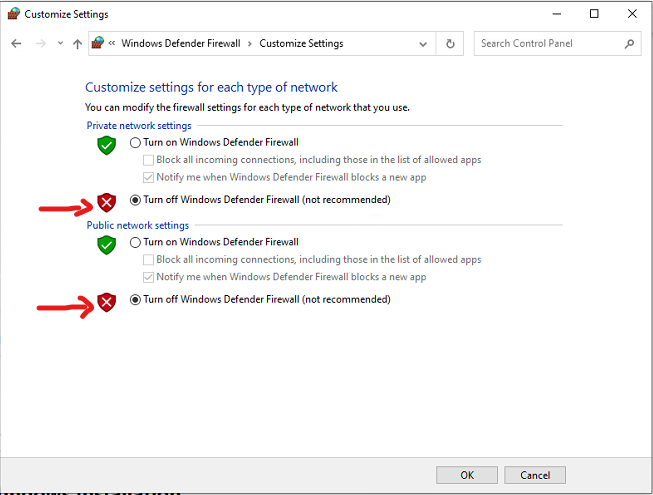 Customize Settings
« Windows Defender Firewall > Customize Settings
Search Control Panel
Customize settings for each type of network
You can modify the firewall settings for each type of network that you use.
Private network settings
Turn on Windows Defender Firewall
Block all incoming connections, including those in the list of allowed apps
Notify me when Windows Defender Firewall blocks a new app
Turn off Windows Defender Firewall (not recommended)
Public network settings
Turn on Windows Defender Firewall
Block all incoming connections, including those in the list of allowed apps
Notify me when Windows Defender Firewall blocks a new app
Turn off Windows Defender Firewall (not recommended)
OK
Cancel